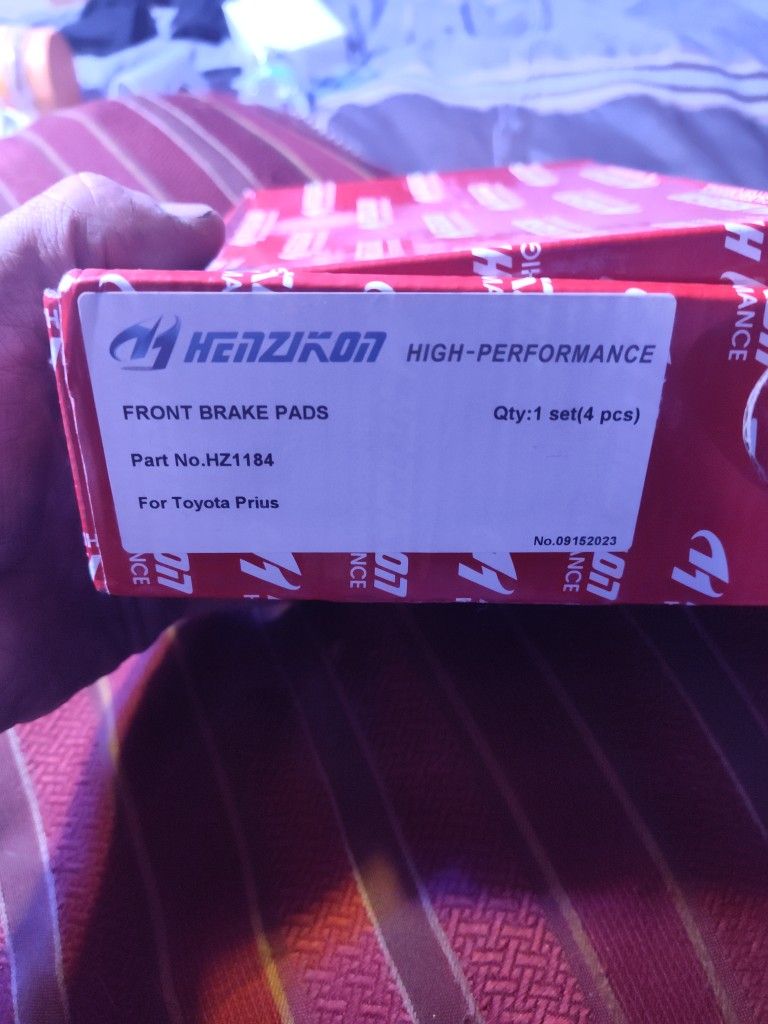 HENZIKON HIGH-PERFORMANCE
FRONT BRAKE PADS Qty:1 set(4 pcs)
Part No.HZ1184
For Toyota Prius
No.09152023